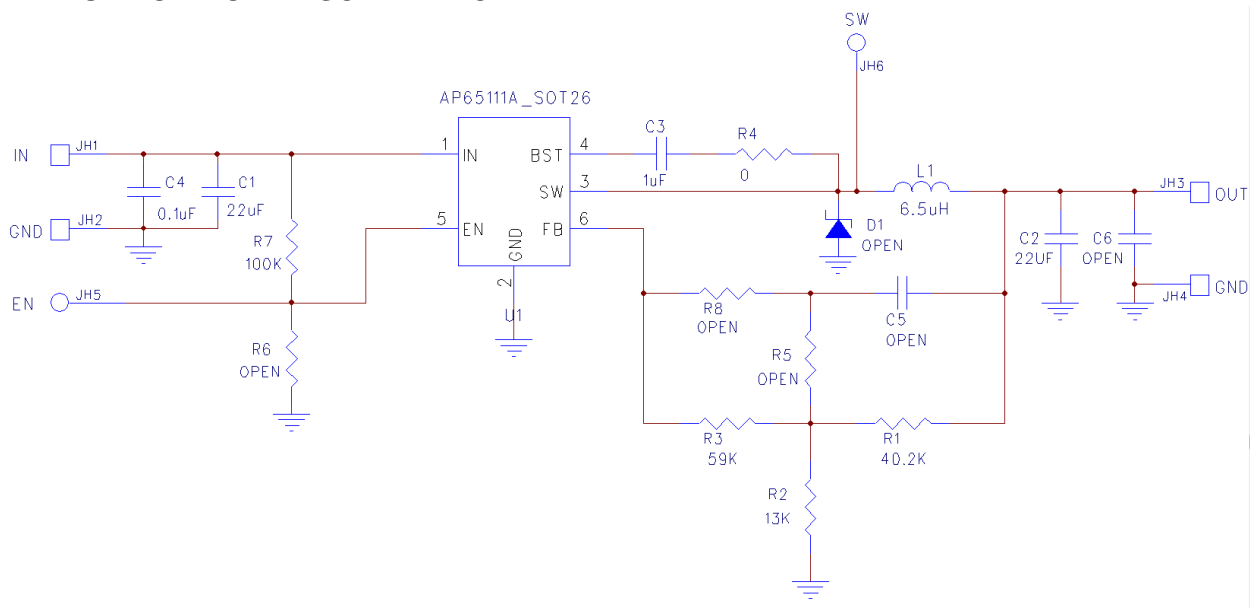 SW
JH6
AP65111A_SOT26
C3
R4
IN
JH1
1
IN
BST
4
1uF
0
L1
C4
C1
SW
3
JH3
OUT
0.1uF
22uF
6.5uH
GND
JH2
5
EN
FB
6
D1
OPEN
C2
22UF
C6
OPEN
R7
100K
GND
2
GND
JH4
EN
JH5
U1
R8
OPEN
C5
OPEN
R6
OPEN
R5
OPEN
R3
59K
R1
40.2K
R2
13K